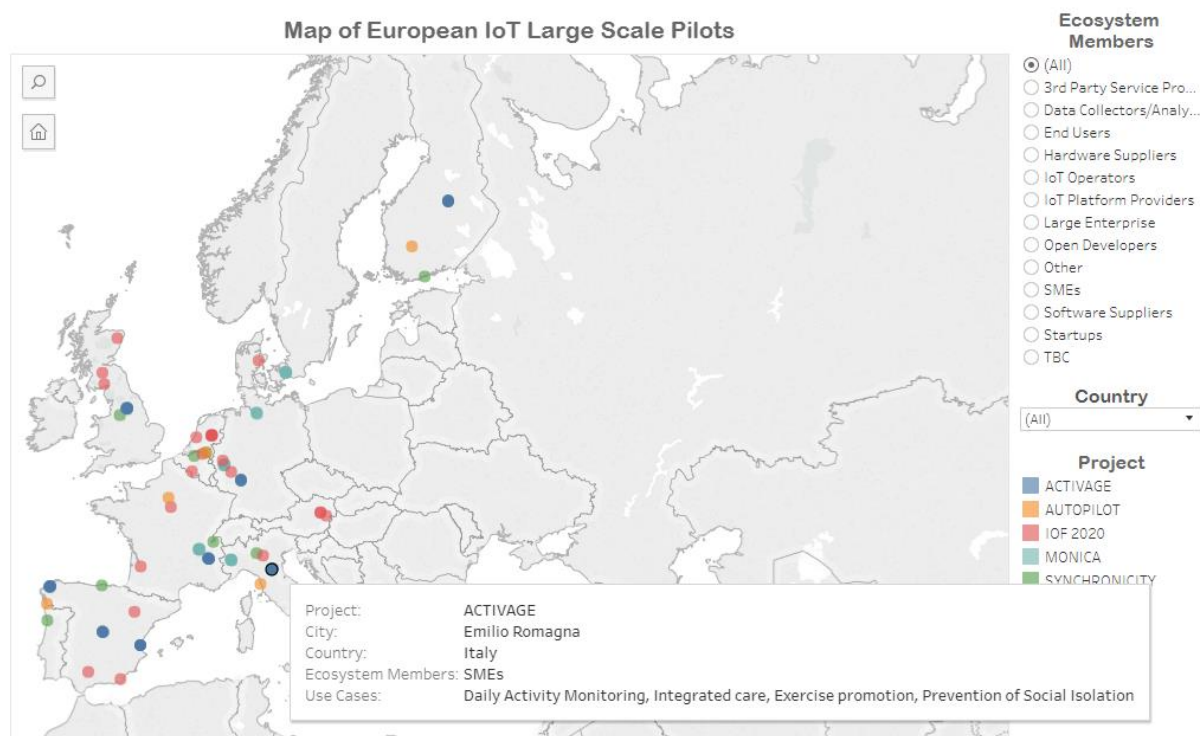 Map of European IoT Large Scale Pilots
Ecosystem
Members
(All)
3rd Party Service Pro...
Data Collectors/Analy...
End Users
Hardware Suppliers
IoT Operators
IoT Platform Providers
Large Enterprise
Open Developers
Other
SMEs
Software Suppliers
Startups
TBC
Country
(All)
Project
ACTIVAGE
AUTOPILOT
IOF 2020
MONICA
SYNCHRONICITY
Project: ACTIVAGE
City: Emilio Romagna
Country: Italy
Ecosystem Members: SMEs
Use Cases: Daily Activity Monitoring, Integrated care, Exercise promotion, Prevention of Social Isolation